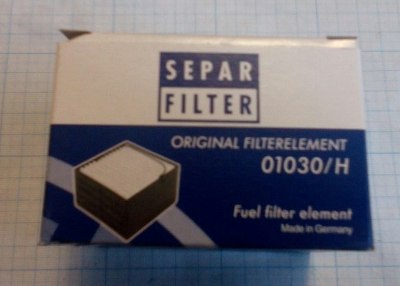 SEPAR
FILTER
ORIGINAL FILTERELEMENT
01030/H
Fuel filter element
Made in Germany